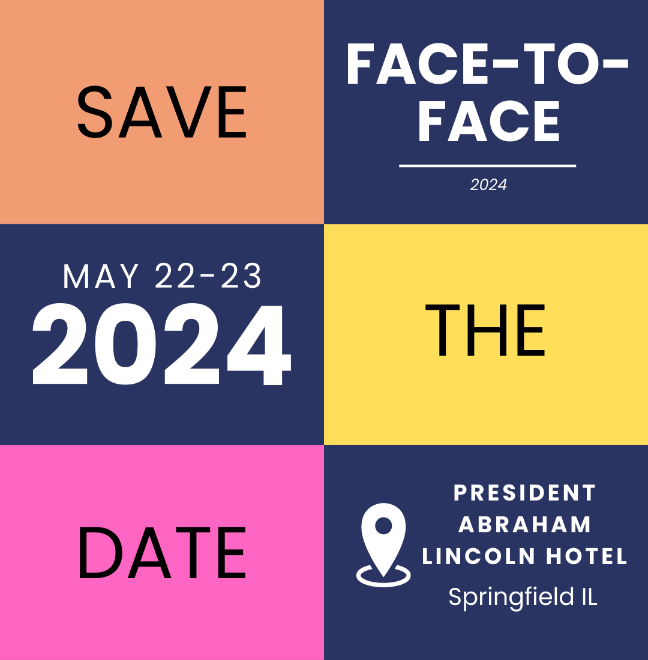 SAVE
FACE-TO-
FACE
2024
MAY 22-23
2024
THE
DATE
PRESIDENT
ABRAHAM
LINCOLN HOTEL
Springfield IL